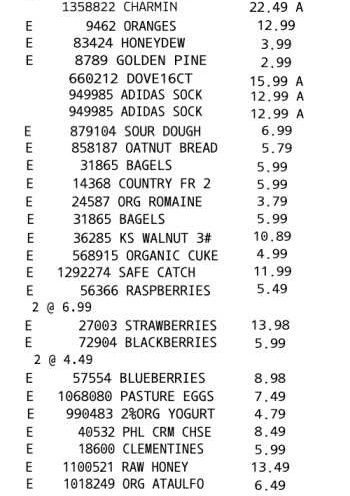 1358822 CHARMIN 22.49 A
E 9462 ORANGES 12.99
E 83424 HONEYDEW 3.99
E 8789 GOLDEN PINE 2.99
660212 DOVE16CT 15.99 A
949985 ADIDAS SOCK 12.99 A
949985 ADIDAS SOCK 12.99 A
E 879104 SOUR DOUGH 6.99
E 858187 OATNUT BREAD 5.79
E 31865 BAGELS 5.99
E 14368 COUNTRY FR 2 5.99
E 24587 ORG ROMAINE 3.79
E 31865 BAGELS 5.99
E 36285 KS WALNUT 3# 10.89
E 568915 ORGANIC CUKE 4.99
E 1292274 SAFE CATCH 11.99
E 56366 RASPBERRIES 5.49
2 @ 6.99
E 27003 STRAWBERRIES 13.98
E 72904 BLACKBERRIES 5.99
2 @ 4.49
E 57554 BLUEBERRIES 8.98
E 1068080 PASTURE EGGS 7.49
E 990483 2%ORG YOGURT 4.79
E 40532 PHL CRM CHSE 8.49
E 18600 CLEMENTINES 5.99
E 1100521 RAW HONEY 13.49
E 1018249 ORG ATAULFO 6.49